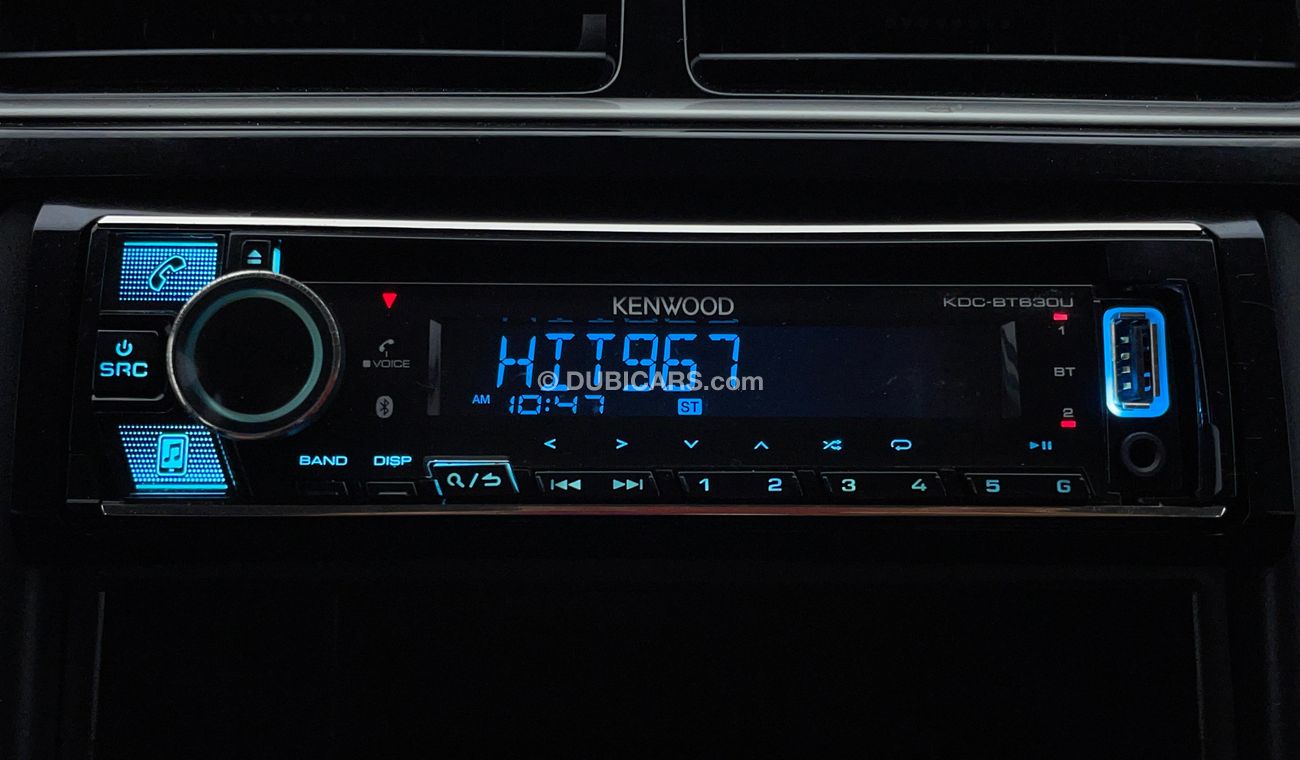 KENWOOD
KDC-BT630U
HIT967
© DUBICARS.com
AM 10:47 ST
VOICE
SRC
1
BT
2
BAND DISP
1 2 3 4 5 6